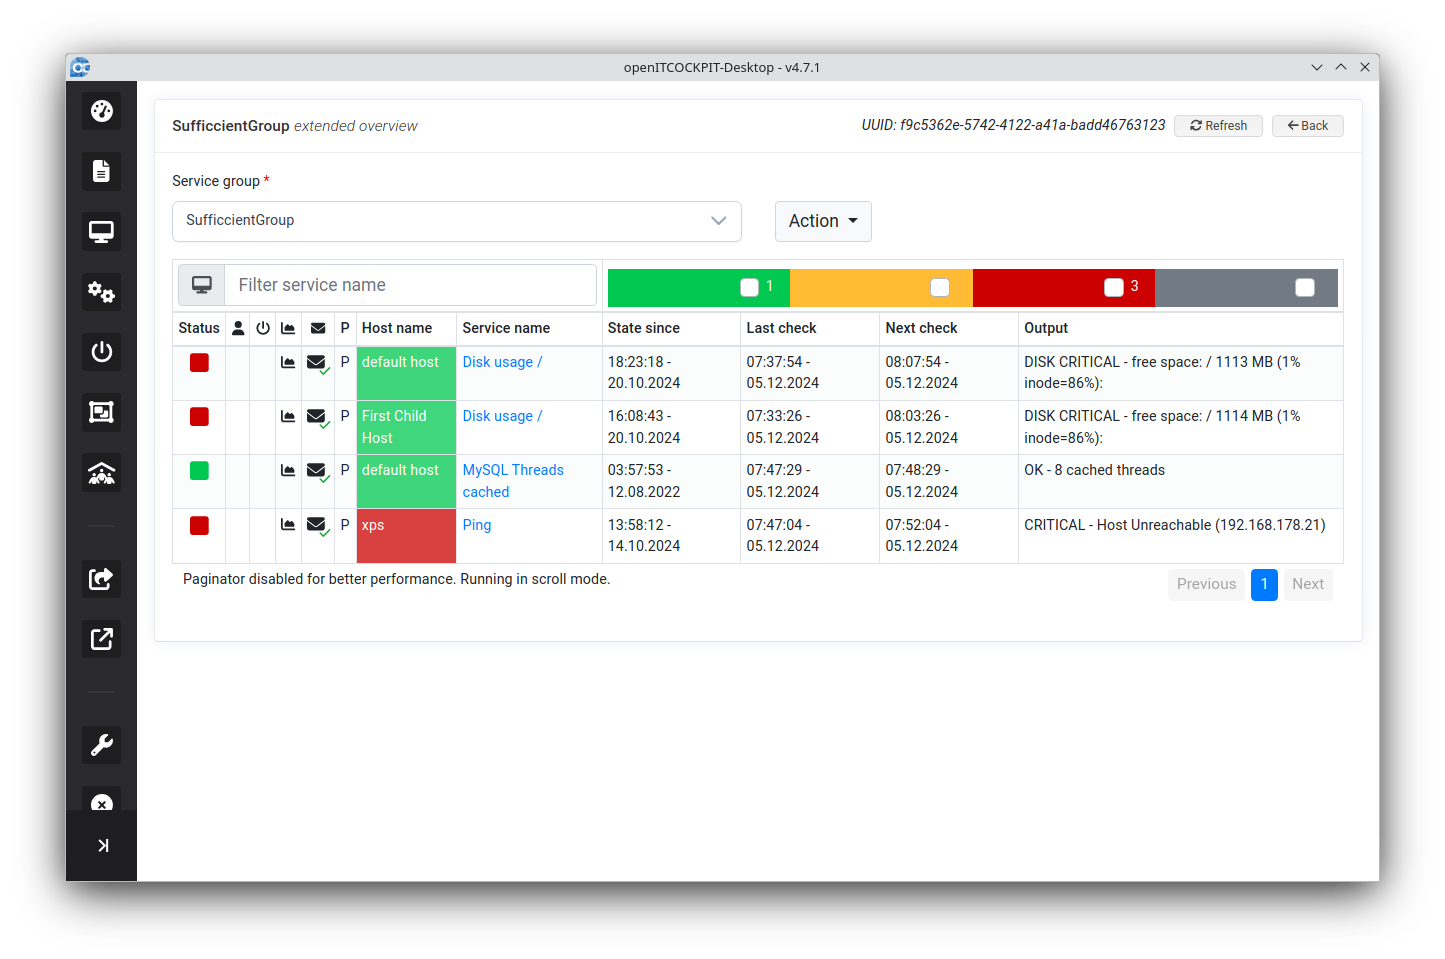 openITCOCKPIT-Desktop - v4.7.1
SufficcientGroup extended overview
UUID: f9c5362e-5742-4122-a41a-badd46763123 Refresh Back
Service group *
SufficcientGroup
Action
Filter service name
1
3
Status P Host name Service name State since Last check Next check Output
P default host Disk usage / 18:23:18 - 20.10.2024 07:37:54 - 05.12.2024 08:07:54 - 05.12.2024 DISK CRITICAL - free space: / 1113 MB (1% inode=86%):
P First Child Host Disk usage / 16:08:43 - 20.10.2024 07:33:26 - 05.12.2024 08:03:26 - 05.12.2024 DISK CRITICAL - free space: / 1114 MB (1% inode=86%):
P default host MySQL Threads cached 03:57:53 - 12.08.2022 07:47:29 - 05.12.2024 07:48:29 - 05.12.2024 OK - 8 cached threads
P xps Ping 13:58:12 - 14.10.2024 07:47:04 - 05.12.2024 07:52:04 - 05.12.2024 CRITICAL - Host Unreachable (192.168.178.21)
Paginator disabled for better performance. Running in scroll mode.
Previous 1 Next